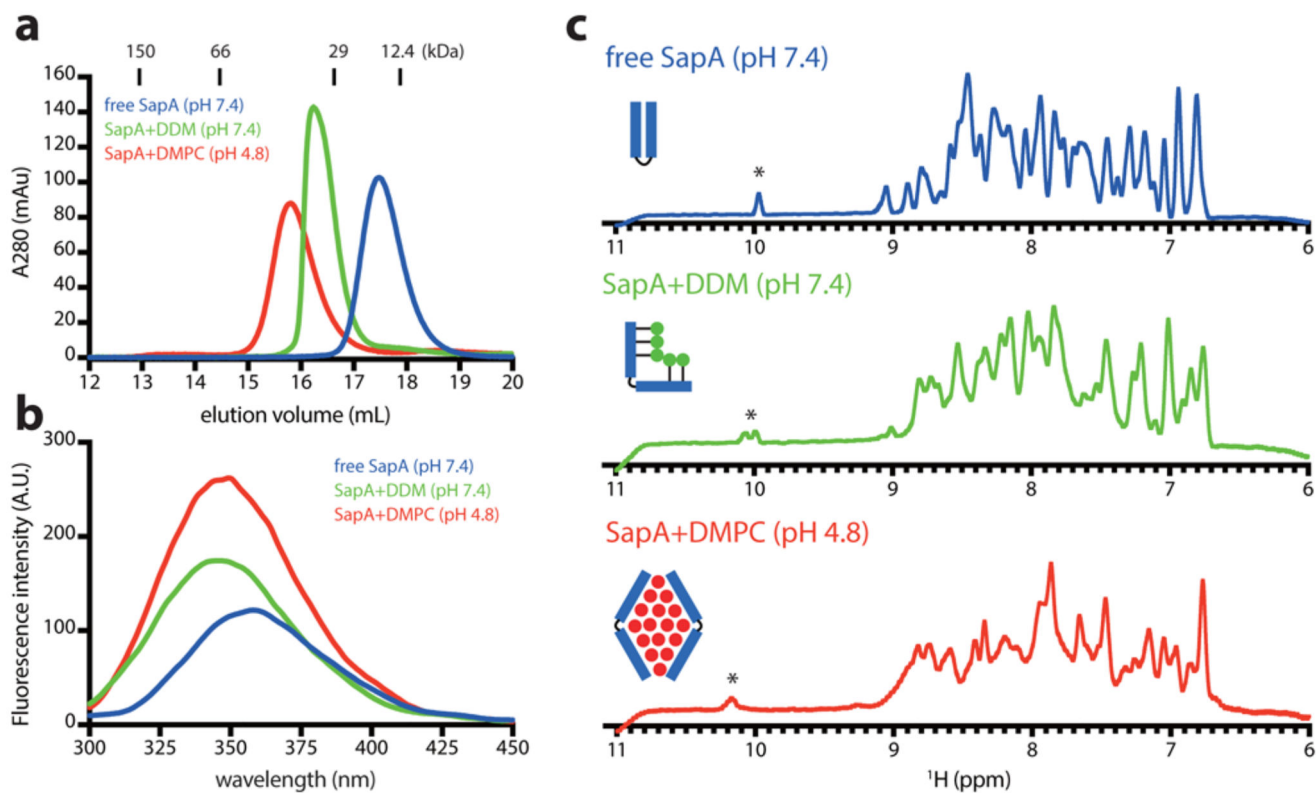 a
150 66 29 12.4 (kDa)
160
140
120
100
80
60
40
20
0
A280 (mAu)
free SapA (pH 7.4)
SapA+DDM (pH 7.4)
SapA+DMPC (pH 4.8)
12 13 14 15 16 17 18 19 20
elution volume (mL)
b
300
200
100
0
Fluorescence intensity (A.U.)
free SapA (pH 7.4)
SapA+DDM (pH 7.4)
SapA+DMPC (pH 4.8)
300 325 350 375 400 425 450
wavelength (nm)
c
free SapA (pH 7.4)
*
11 10 9 8 7 6
SapA+DDM (pH 7.4)
*
11 10 9 8 7 6
SapA+DMPC (pH 4.8)
*
11 10 9 8 7 6
¹H (ppm)